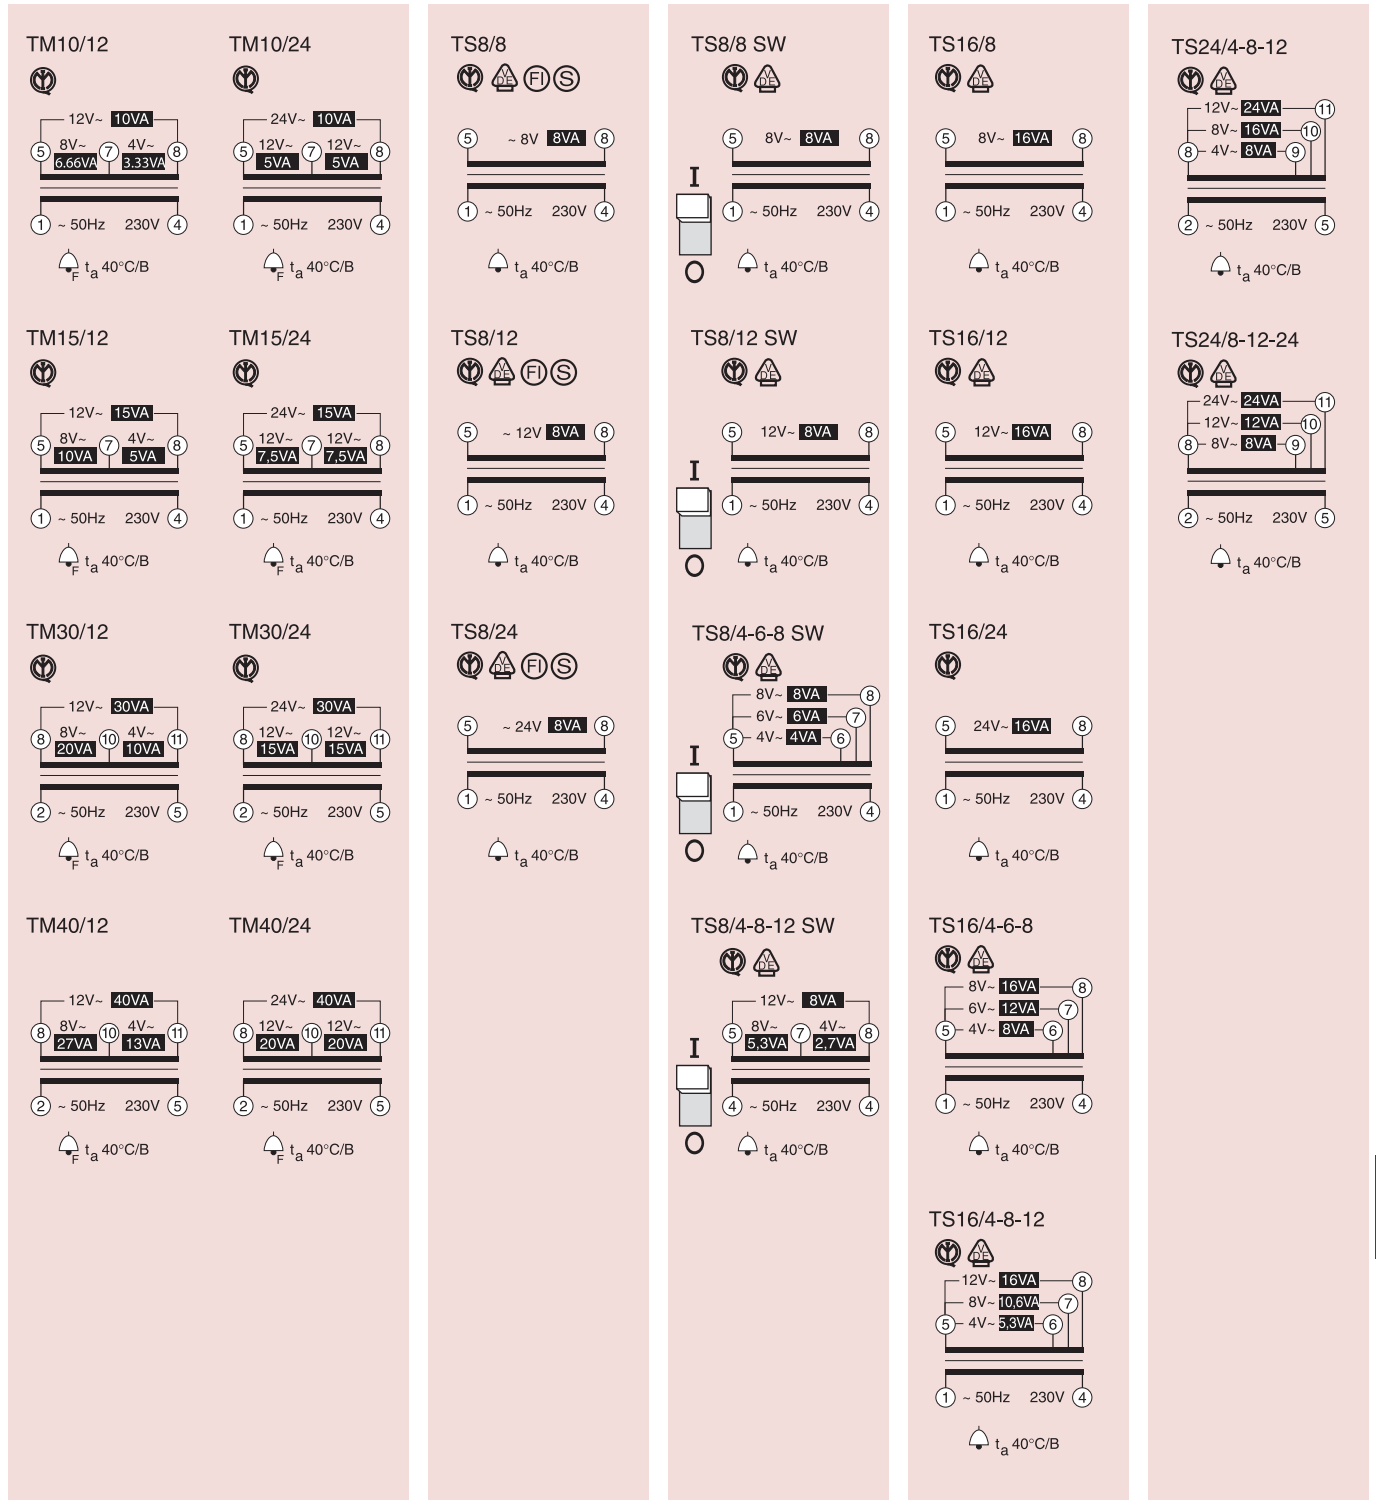 TM10/12
12V~ 10VA
8V~ 4V~
5 6.66VA 7 3.33VA 8
1 ~ 50Hz 230V 4
F ta 40°C/B
TM10/24
24V~ 10VA
12V~ 12V~
5 5VA 7 5VA 8
1 ~ 50Hz 230V 4
F ta 40°C/B
TM15/12
12V~ 15VA
8V~ 4V~
5 10VA 7 5VA 8
1 ~ 50Hz 230V 4
F ta 40°C/B
TM15/24
24V~ 15VA
12V~ 12V~
5 7,5VA 7 7,5VA 8
1 ~ 50Hz 230V 4
F ta 40°C/B
TM30/12
12V~ 30VA
8V~ 4V~
8 20VA 10 10VA 11
2 ~ 50Hz 230V 5
F ta 40°C/B
TM30/24
24V~ 30VA
12V~ 12V~
8 15VA 10 15VA 11
2 ~ 50Hz 230V 5
F ta 40°C/B
TM40/12
12V~ 40VA
8V~ 4V~
8 27VA 10 13VA 11
2 ~ 50Hz 230V 5
F ta 40°C/B
TM40/24
24V~ 40VA
12V~ 12V~
8 20VA 10 20VA 11
2 ~ 50Hz 230V 5
F ta 40°C/B
TS8/8
VDE FI S
5 ~ 8V 8VA 8
1 ~ 50Hz 230V 4
ta 40°C/B
TS8/12
VDE FI S
5 ~ 12V 8VA 8
1 ~ 50Hz 230V 4
ta 40°C/B
TS8/24
VDE FI S
5 ~ 24V 8VA 8
1 ~ 50Hz 230V 4
ta 40°C/B
TS8/8 SW
VDE
5 8V~ 8VA 8
I
1 ~ 50Hz 230V 4
O ta 40°C/B
TS8/12 SW
VDE
5 12V~ 8VA 8
I
1 ~ 50Hz 230V 4
O ta 40°C/B
TS8/4-6-8 SW
VDE
8V~ 8VA 8
6V~ 6VA 7
5 4V~ 4VA 6
I
1 ~ 50Hz 230V 4
O ta 40°C/B
TS8/4-8-12 SW
VDE
12V~ 8VA
8V~ 4V~
5 5,3VA 7 2,7VA 8
I
4 ~ 50Hz 230V 4
O ta 40°C/B
TS16/8
VDE
5 8V~ 16VA 8
1 ~ 50Hz 230V 4
ta 40°C/B
TS16/12
VDE
5 12V~ 16VA 8
1 ~ 50Hz 230V 4
ta 40°C/B
TS16/24
5 24V~ 16VA 8
1 ~ 50Hz 230V 4
ta 40°C/B
TS16/4-6-8
VDE
8V~ 16VA 8
6V~ 12VA 7
5 4V~ 8VA 6
1 ~ 50Hz 230V 4
ta 40°C/B
TS16/4-8-12
VDE
12V~ 16VA 8
8V~ 10,6VA 7
5 4V~ 5,3VA 6
1 ~ 50Hz 230V 4
ta 40°C/B
TS24/4-8-12
VDE
12V~ 24VA 11
8V~ 16VA 10
8 4V~ 8VA 9
2 ~ 50Hz 230V 5
ta 40°C/B
TS24/8-12-24
VDE
24V~ 24VA 11
12V~ 12VA 10
8 8V~ 8VA 9
2 ~ 50Hz 230V 5
ta 40°C/B